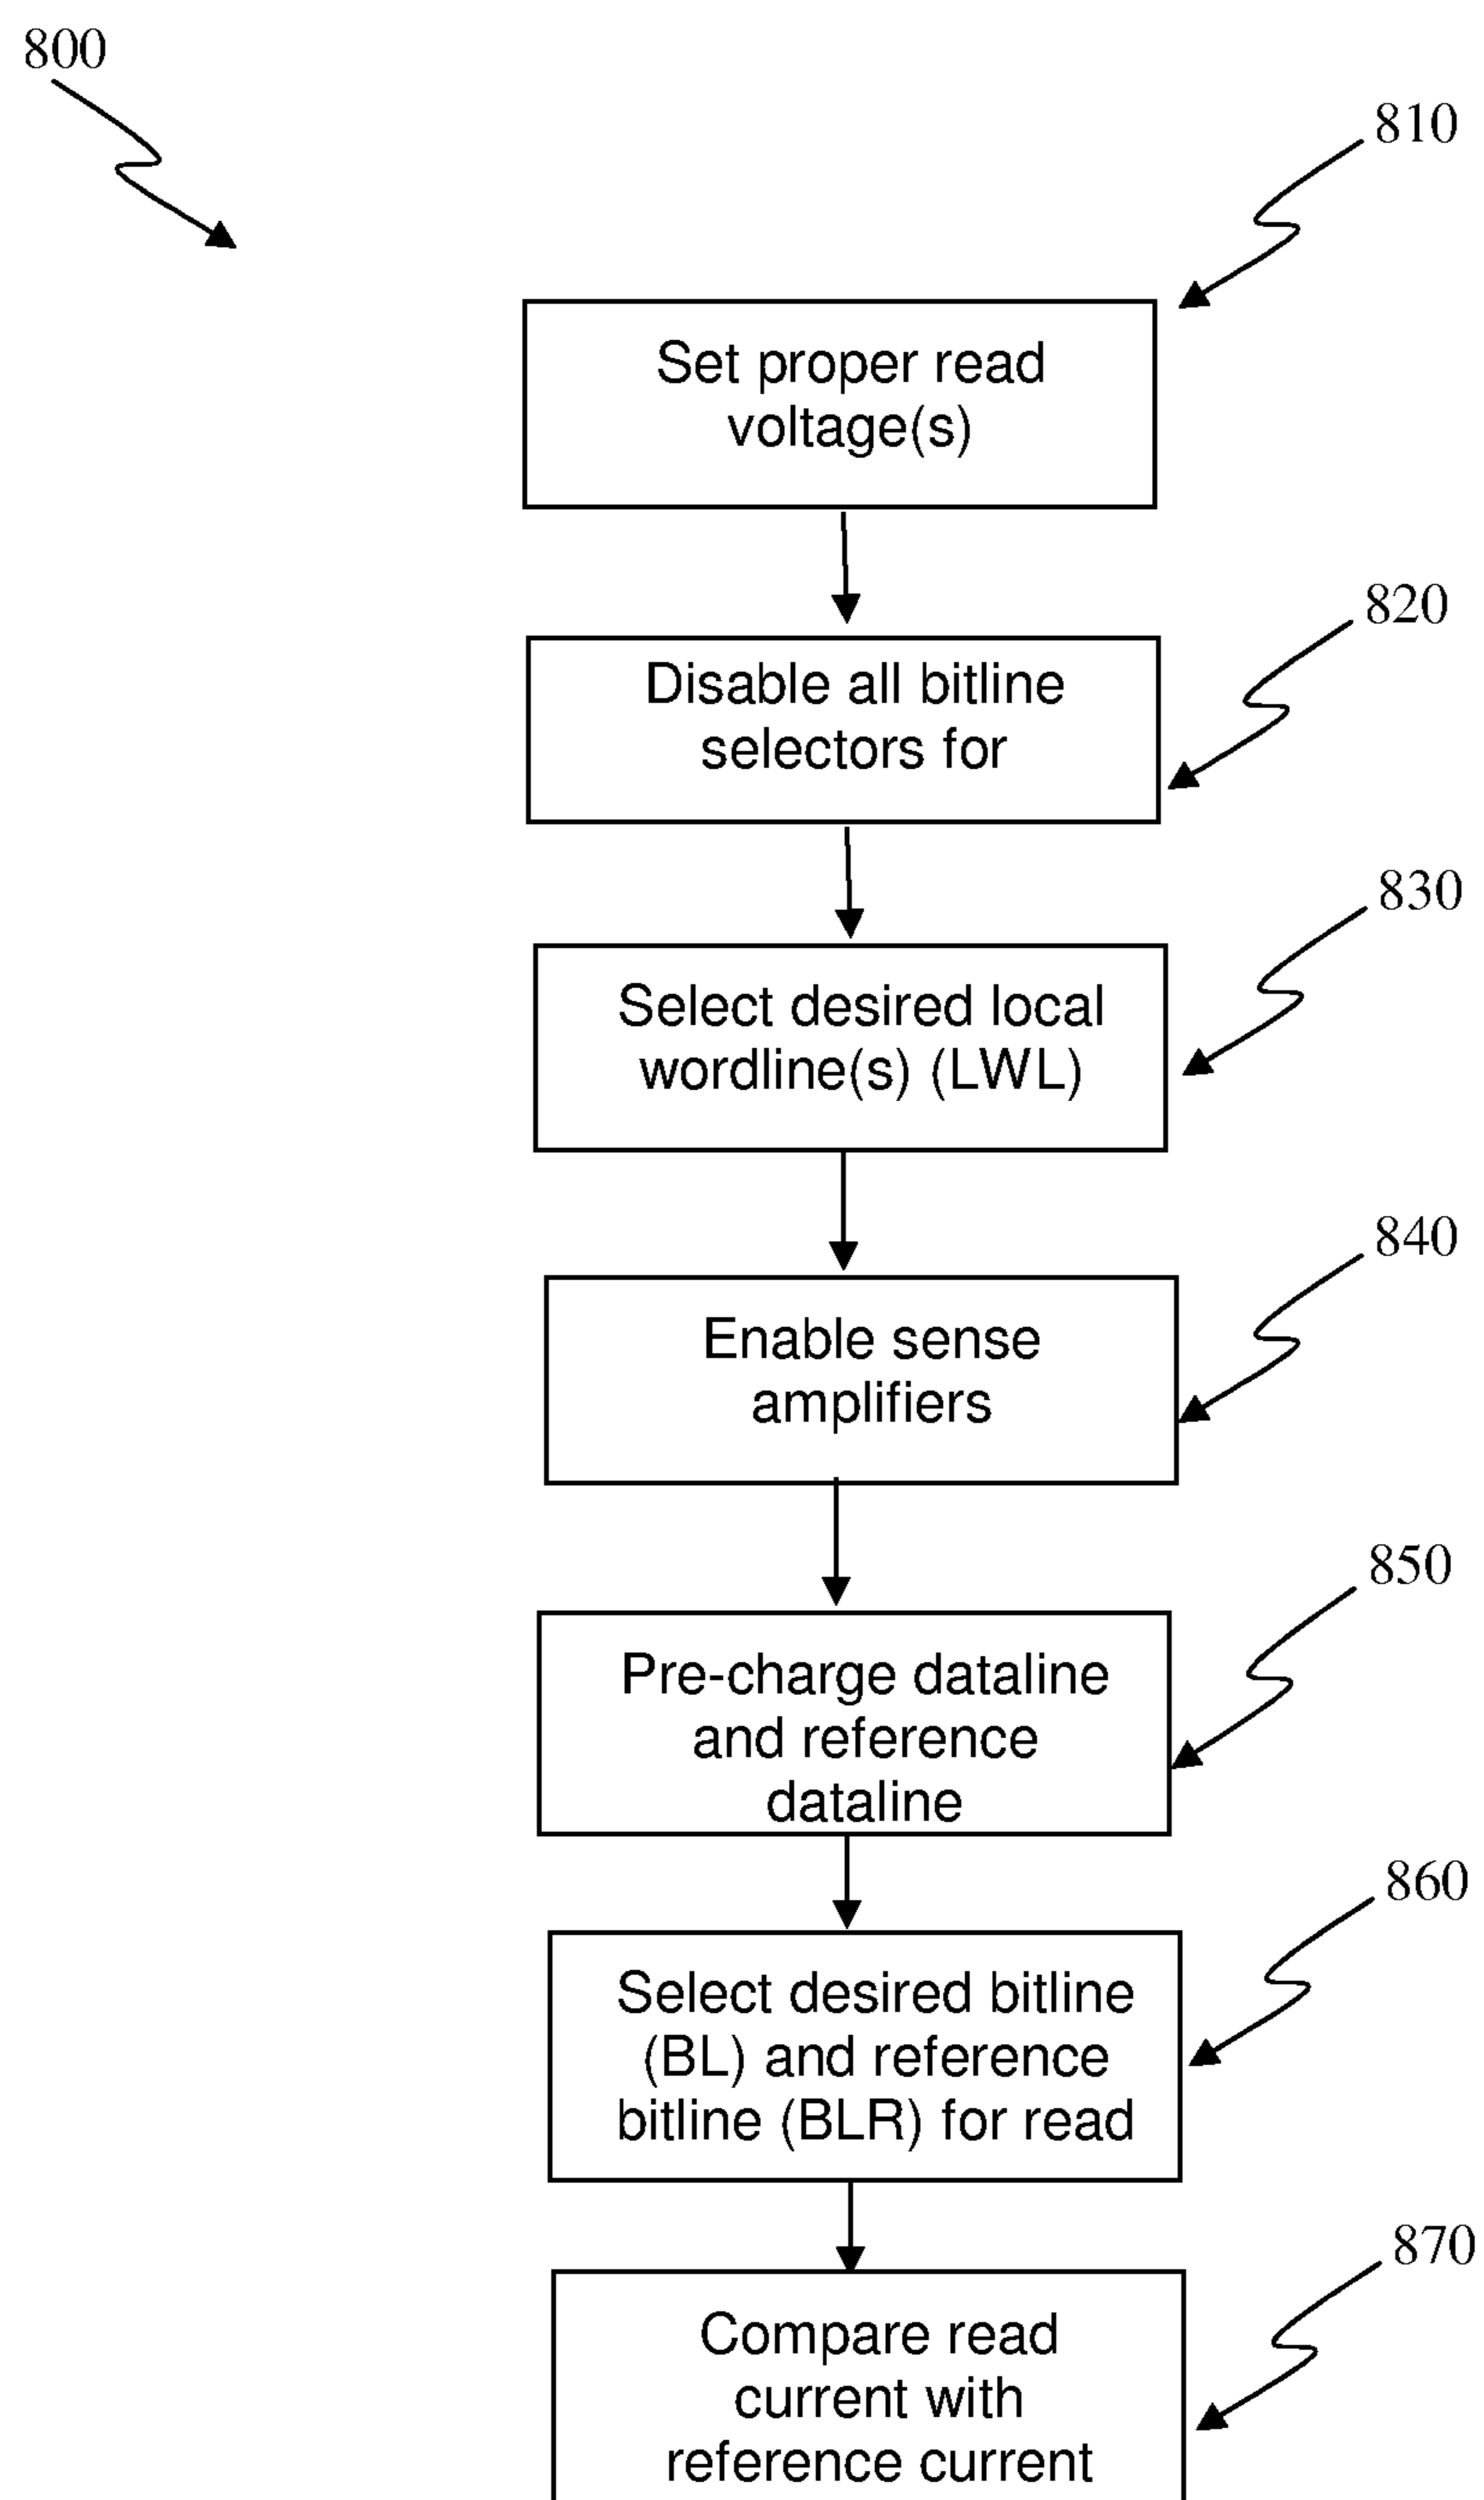 800
810
Set proper read
voltage(s)
820
Disable all bitline
selectors for
830
Select desired local
wordline(s) (LWL)
840
Enable sense
amplifiers
850
Pre-charge dataline
and reference
dataline
860
Select desired bitline
(BL) and reference
bitline (BLR) for read
870
Compare read
current with
reference current